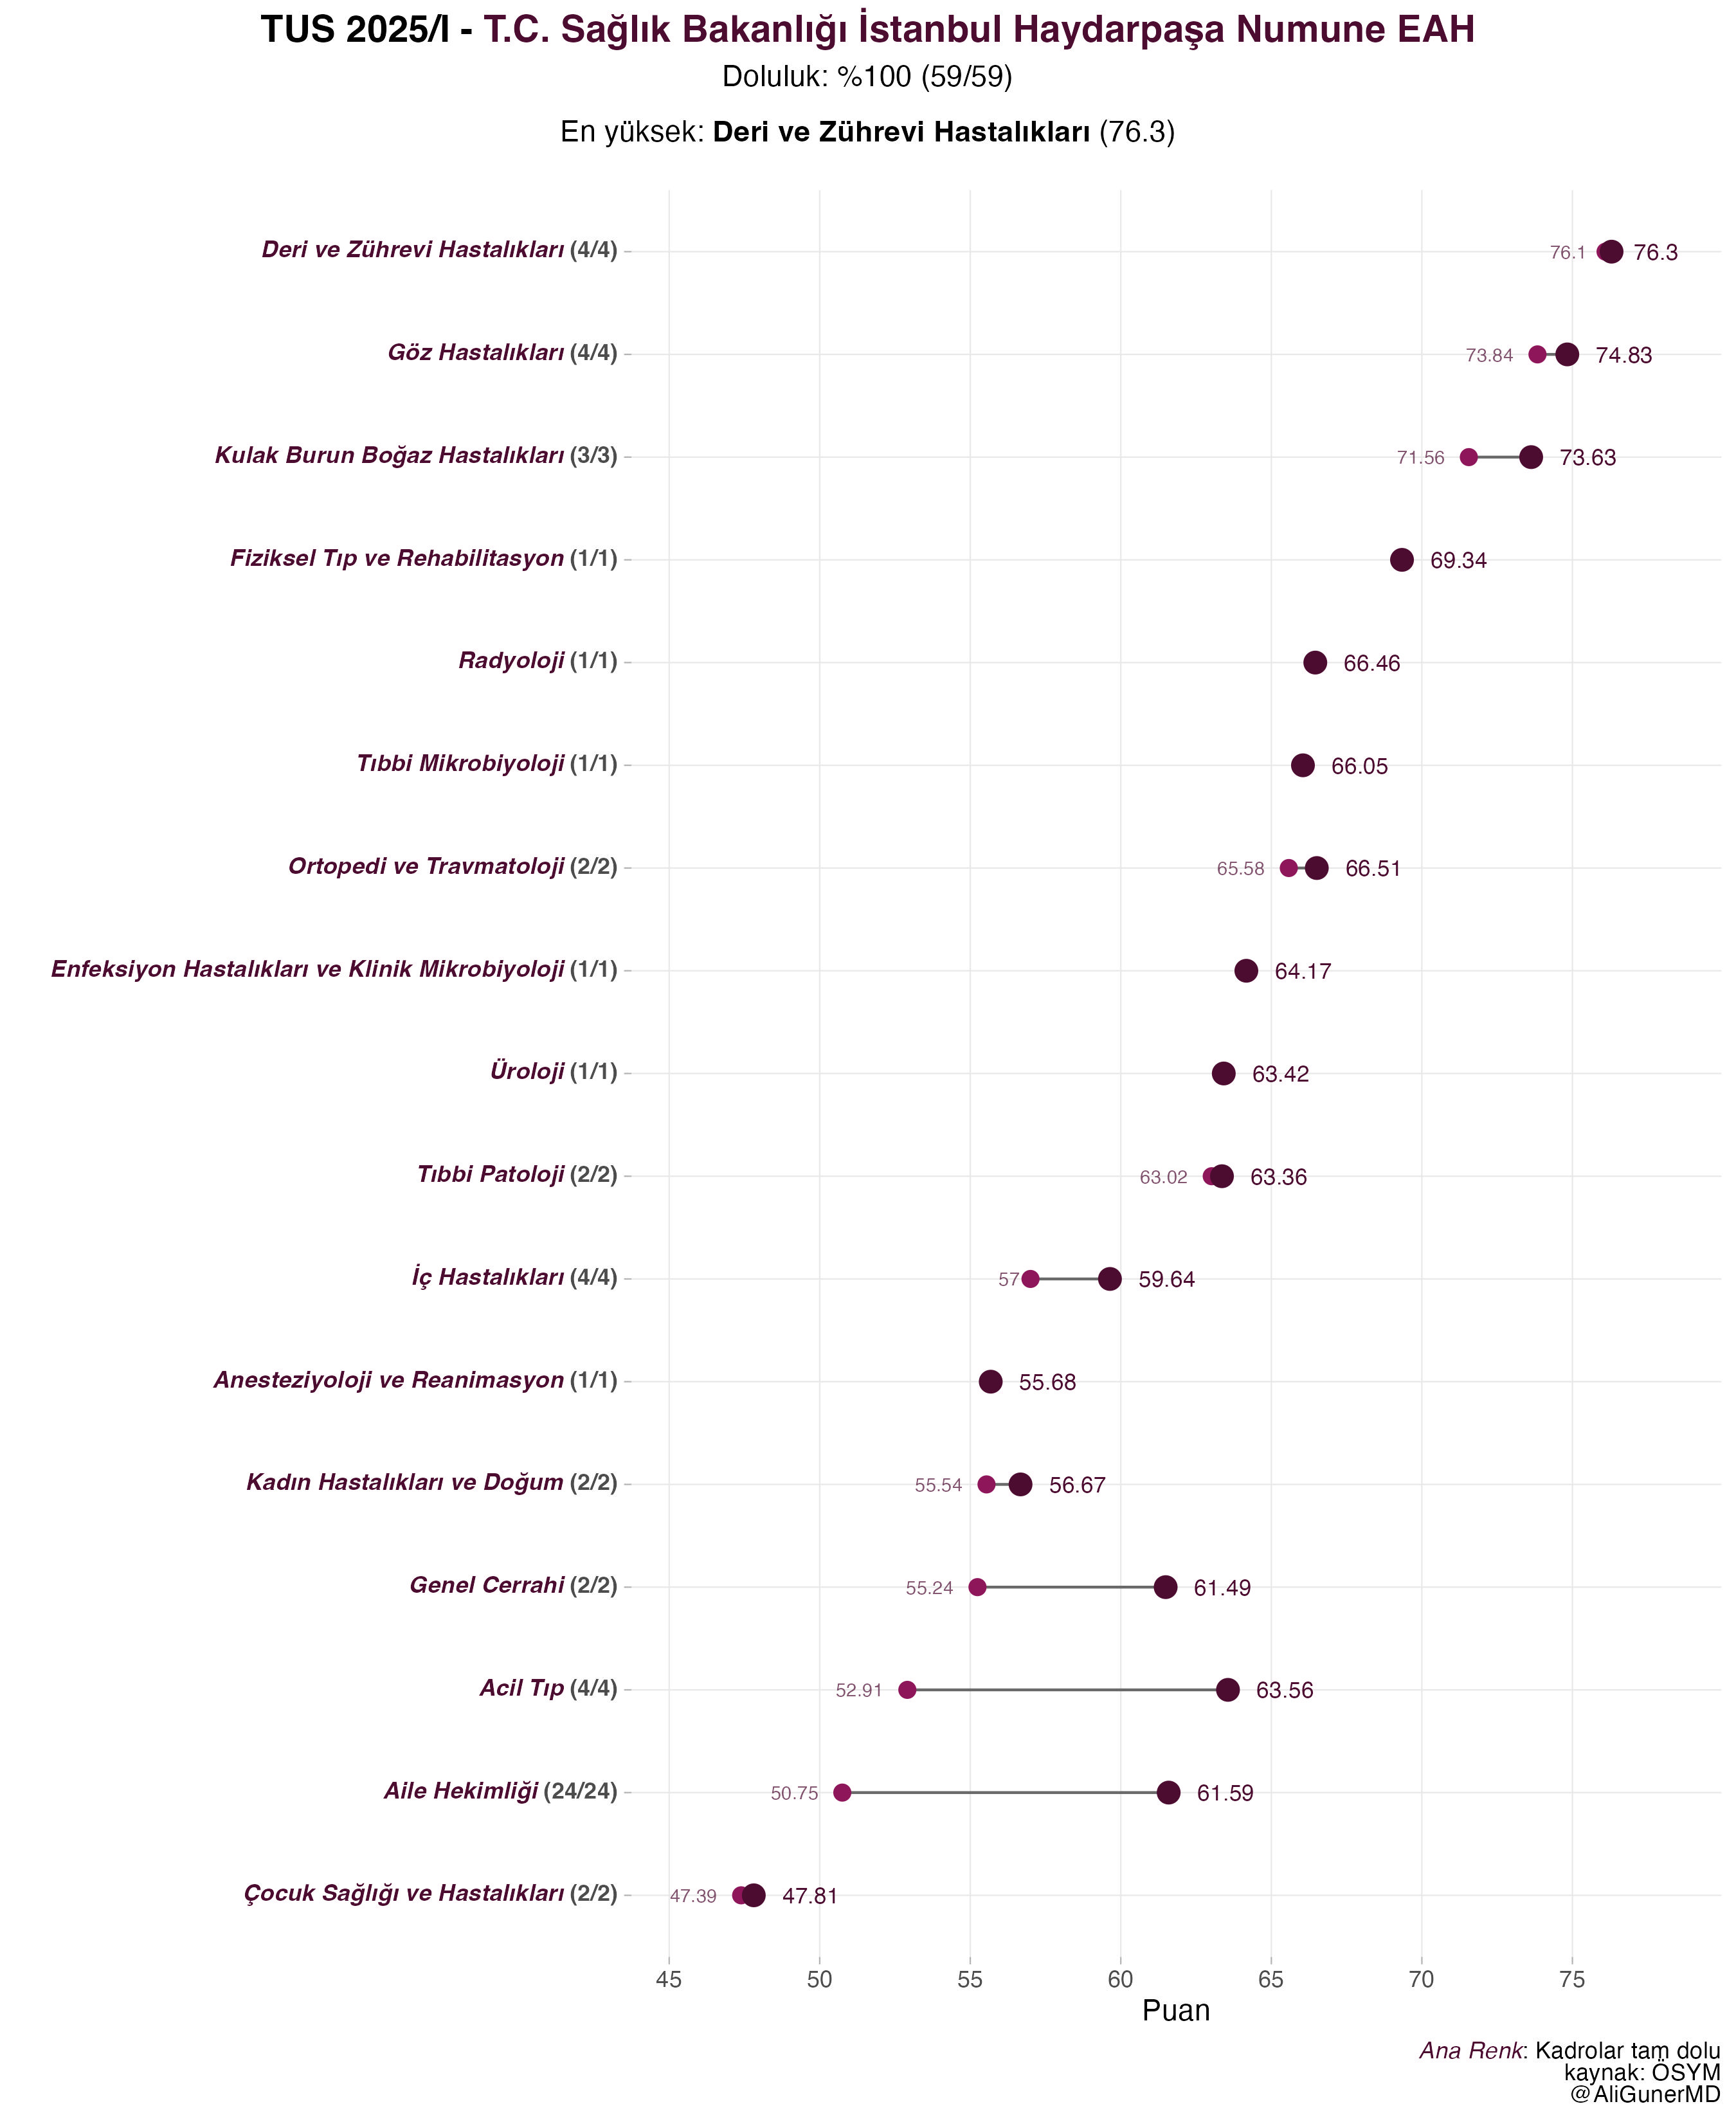 TUS 2025/I - T.C. Sağlık Bakanlığı İstanbul Haydarpaşa Numune EAH
Doluluk: %100 (59/59)
En yüksek: Deri ve Zührevi Hastalıkları (76.3)
Deri ve Zührevi Hastalıkları (4/4) 76.1 76.3
Göz Hastalıkları (4/4) 73.84 74.83
Kulak Burun Boğaz Hastalıkları (3/3) 71.56 73.63
Fiziksel Tıp ve Rehabilitasyon (1/1) 69.34
Radyoloji (1/1) 66.46
Tıbbi Mikrobiyoloji (1/1) 66.05
Ortopedi ve Travmatoloji (2/2) 65.58 66.51
Enfeksiyon Hastalıkları ve Klinik Mikrobiyoloji (1/1) 64.17
Üroloji (1/1) 63.42
Tıbbi Patoloji (2/2) 63.02 63.36
İç Hastalıkları (4/4) 57 59.64
Anesteziyoloji ve Reanimasyon (1/1) 55.68
Kadın Hastalıkları ve Doğum (2/2) 55.54 56.67
Genel Cerrahi (2/2) 55.24 61.49
Acil Tıp (4/4) 52.91 63.56
Aile Hekimliği (24/24) 50.75 61.59
Çocuk Sağlığı ve Hastalıkları (2/2) 47.39 47.81
45 50 55 60 65 70 75
Puan
Ana Renk: Kadrolar tam dolu
kaynak: ÖSYM
@AliGunerMD